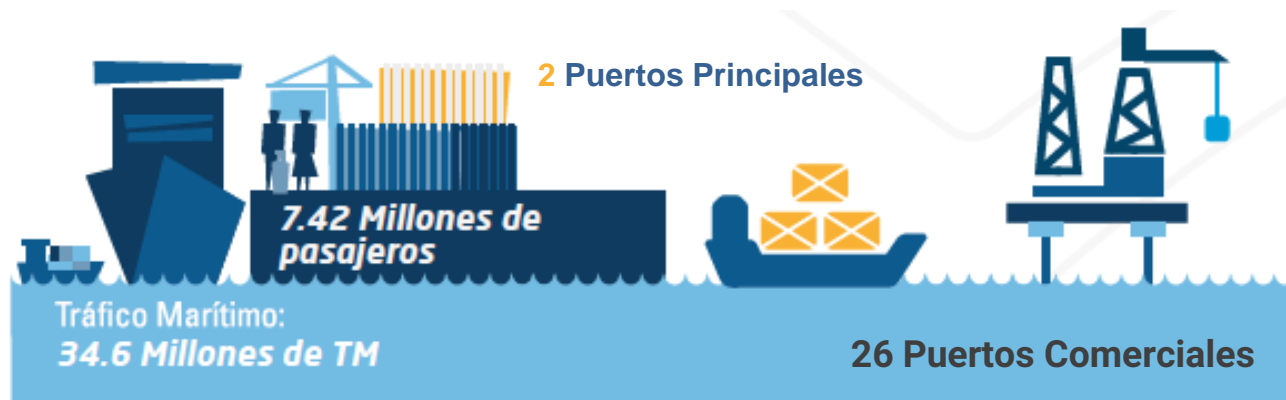 2 Puertos Principales
7.42 Millones de
pasajeros
Tráfico Marítimo:
34.6 Millones de TM
26 Puertos Comerciales